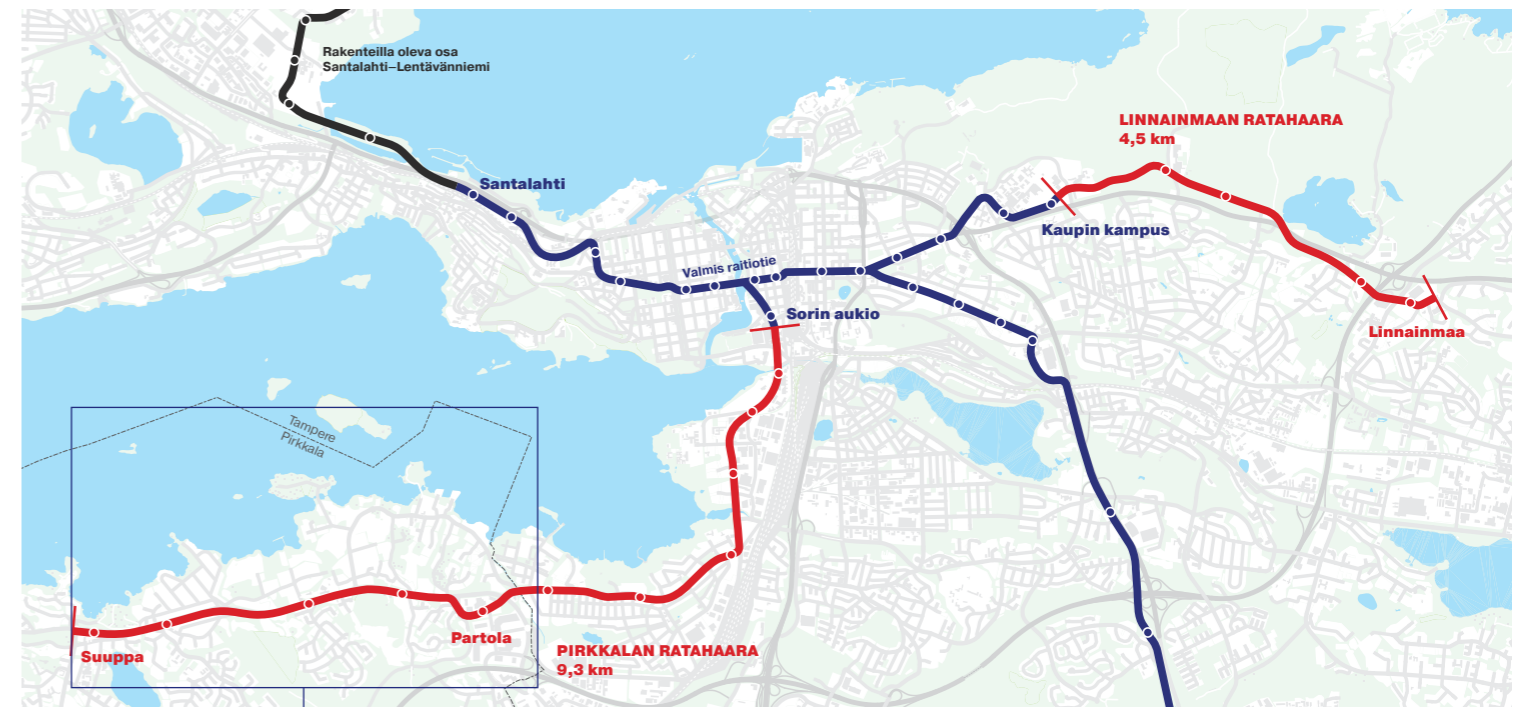 Rakenteilla oleva osa
Santalahti–Lentävänniemi
LINNAINMAAN RATAHAARA
4,5 km
Santalahti
Kaupin kampus
Valmis raitiotie
Sorin aukio
Linnainmaa
Tampere
Pirkkala
Partola
Suuppa
PIRKKALAN RATAHAARA
9,3 km